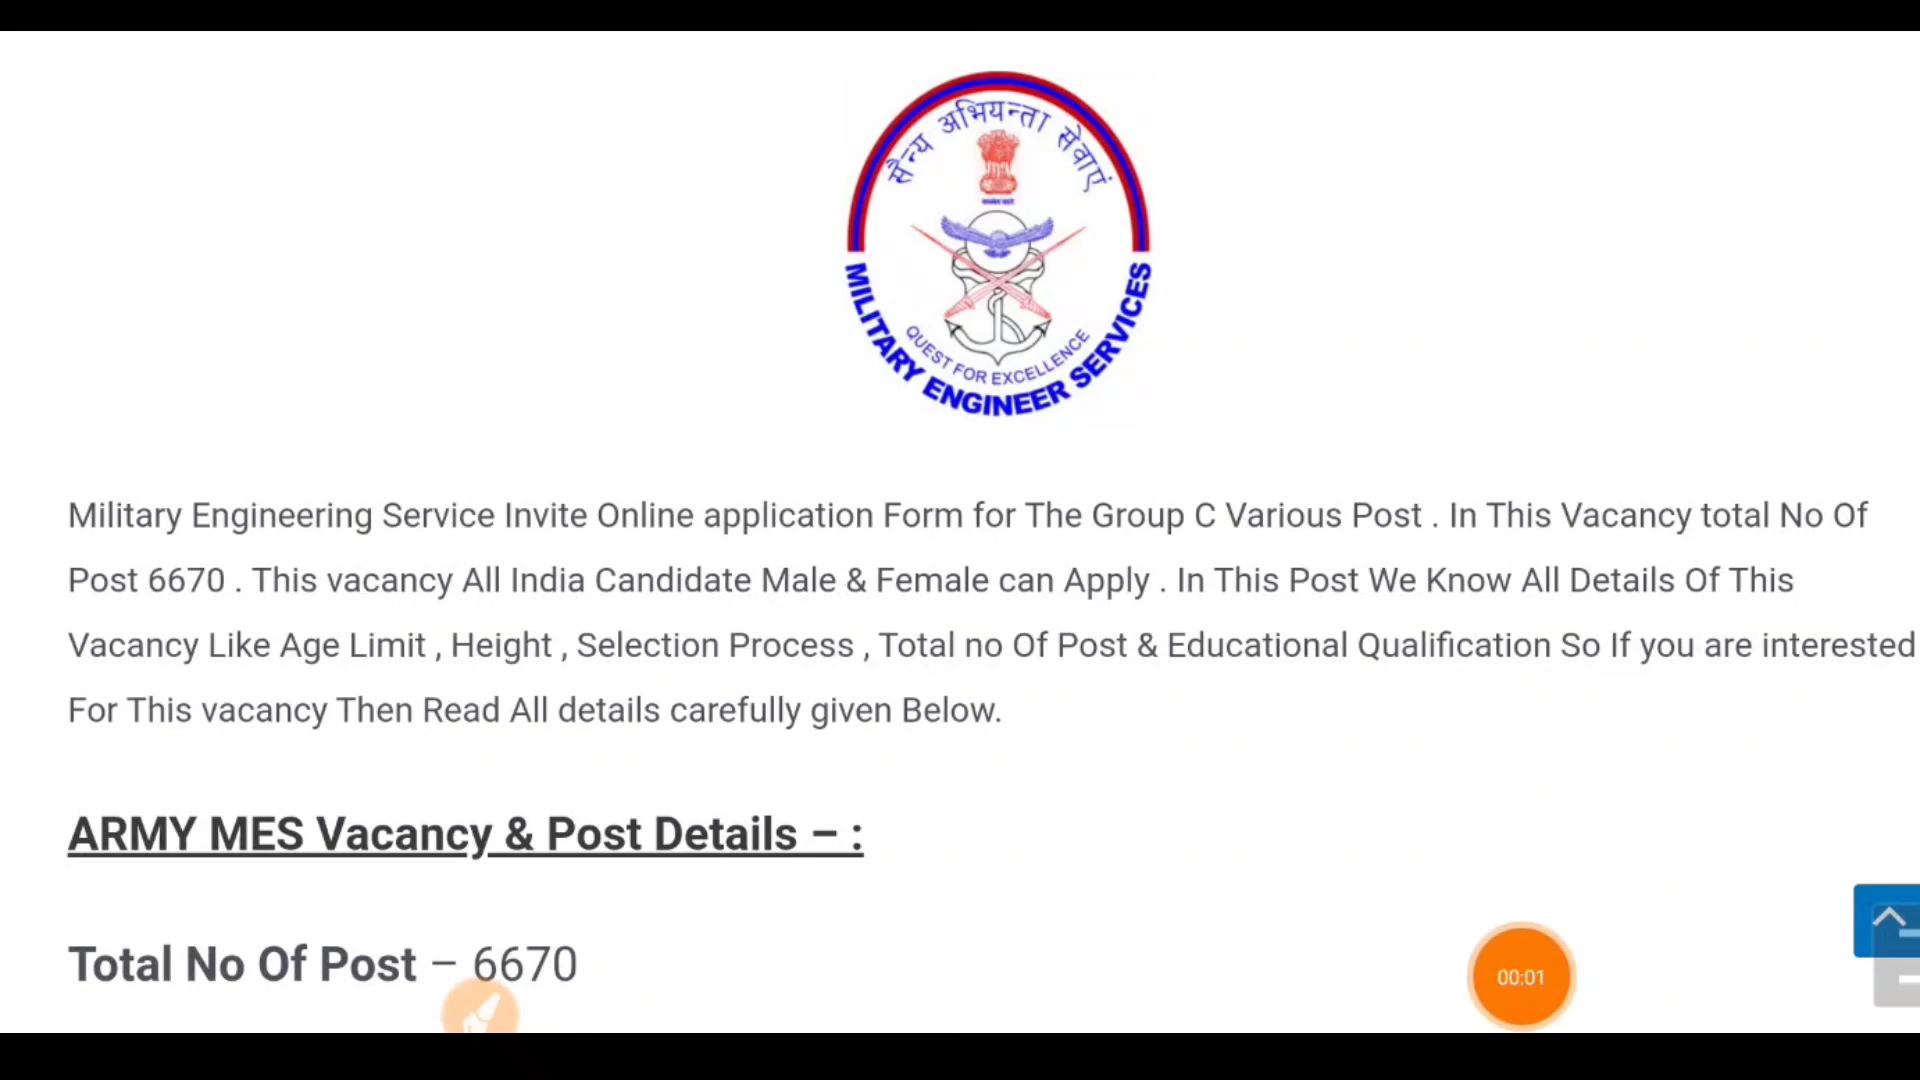 सैन्य अभियन्ता सेवाएं
QUEST FOR EXCELLENCE
MILITARY ENGINEER SERVICES
Military Engineering Service Invite Online application Form for The Group C Various Post . In This Vacancy total No Of
Post 6670 . This vacancy All India Candidate Male & Female can Apply . In This Post We Know All Details Of This
Vacancy Like Age Limit , Height , Selection Process , Total no Of Post & Educational Qualification So If you are interested
For This vacancy Then Read All details carefully given Below.
ARMY MES Vacancy & Post Details – :
Total No Of Post – 6670
00:01